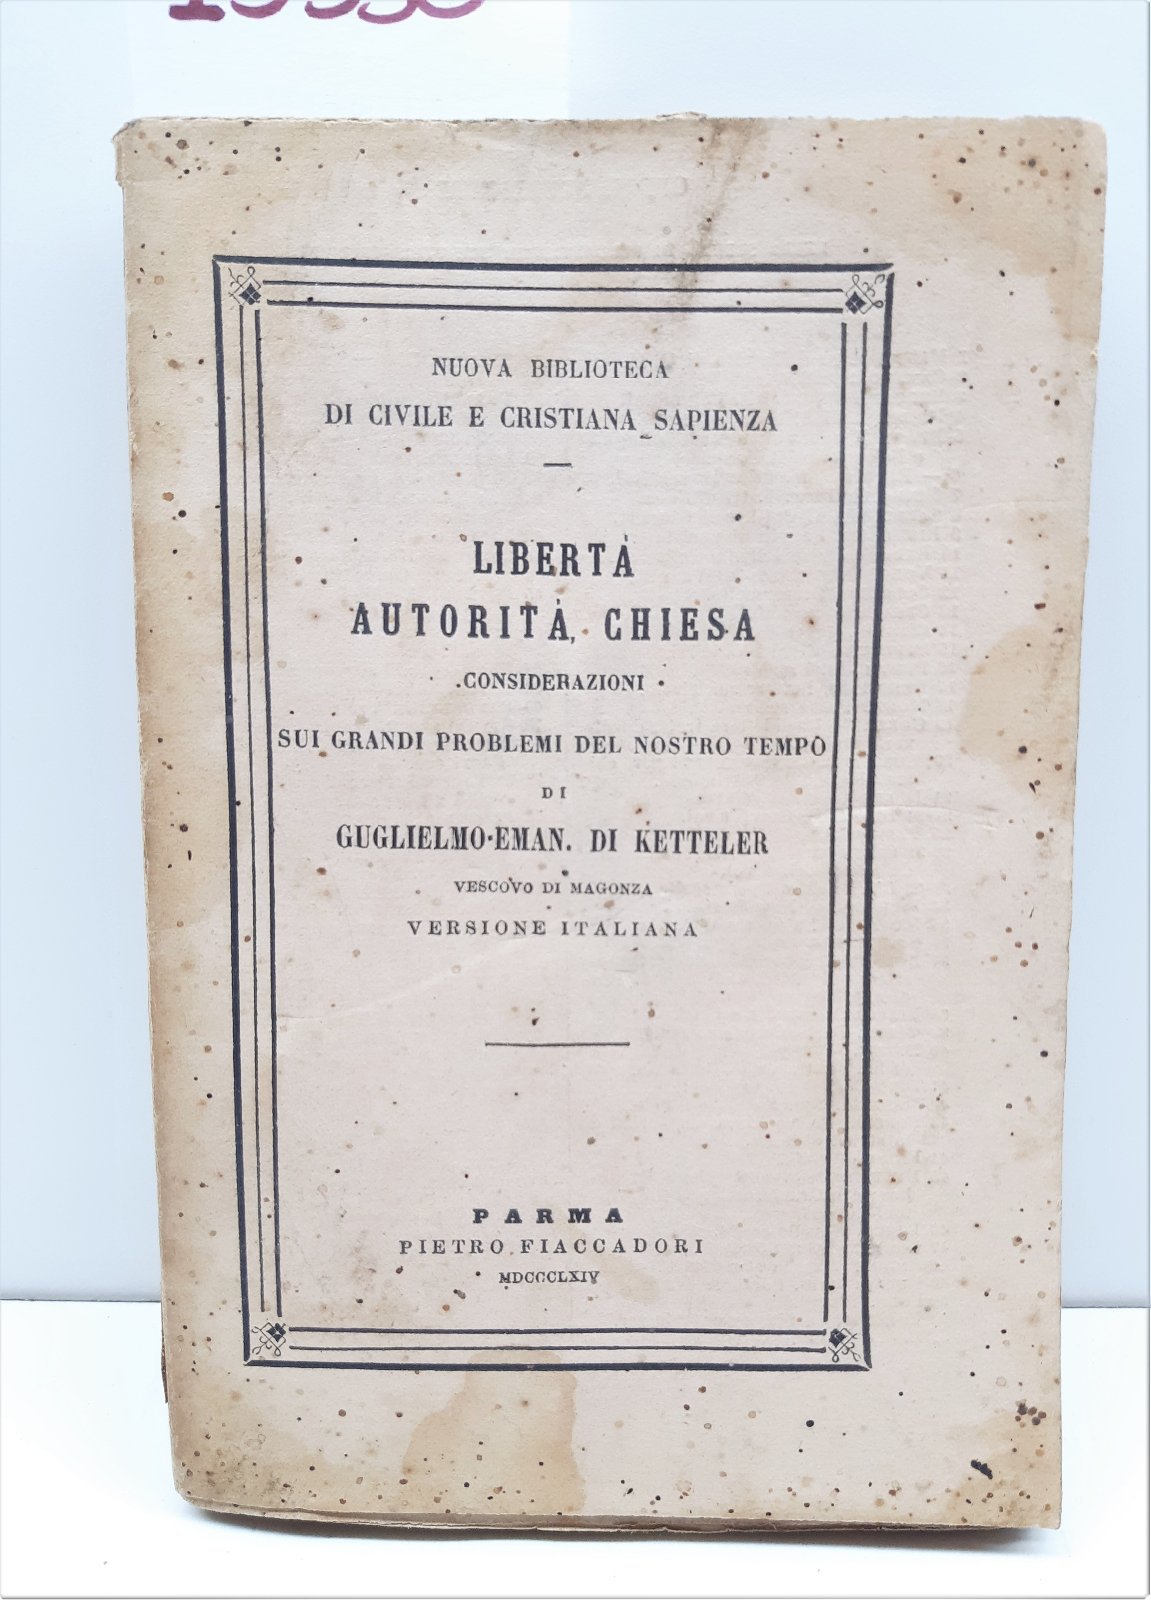 NUOVA BIBLIOTECA
DI CIVILE E CRISTIANA SAPIENZA
LIBERTÀ
AUTORITÀ, CHIESA
CONSIDERAZIONI
SUI GRANDI PROBLEMI DEL NOSTRO TEMPO
DI
GUGLIELMO EMAN. DI KETTELER
VESCOVO DI MAGONZA
VERSIONE ITALIANA
PARMA
PIETRO FIACCADORI
MDCCCLXIV